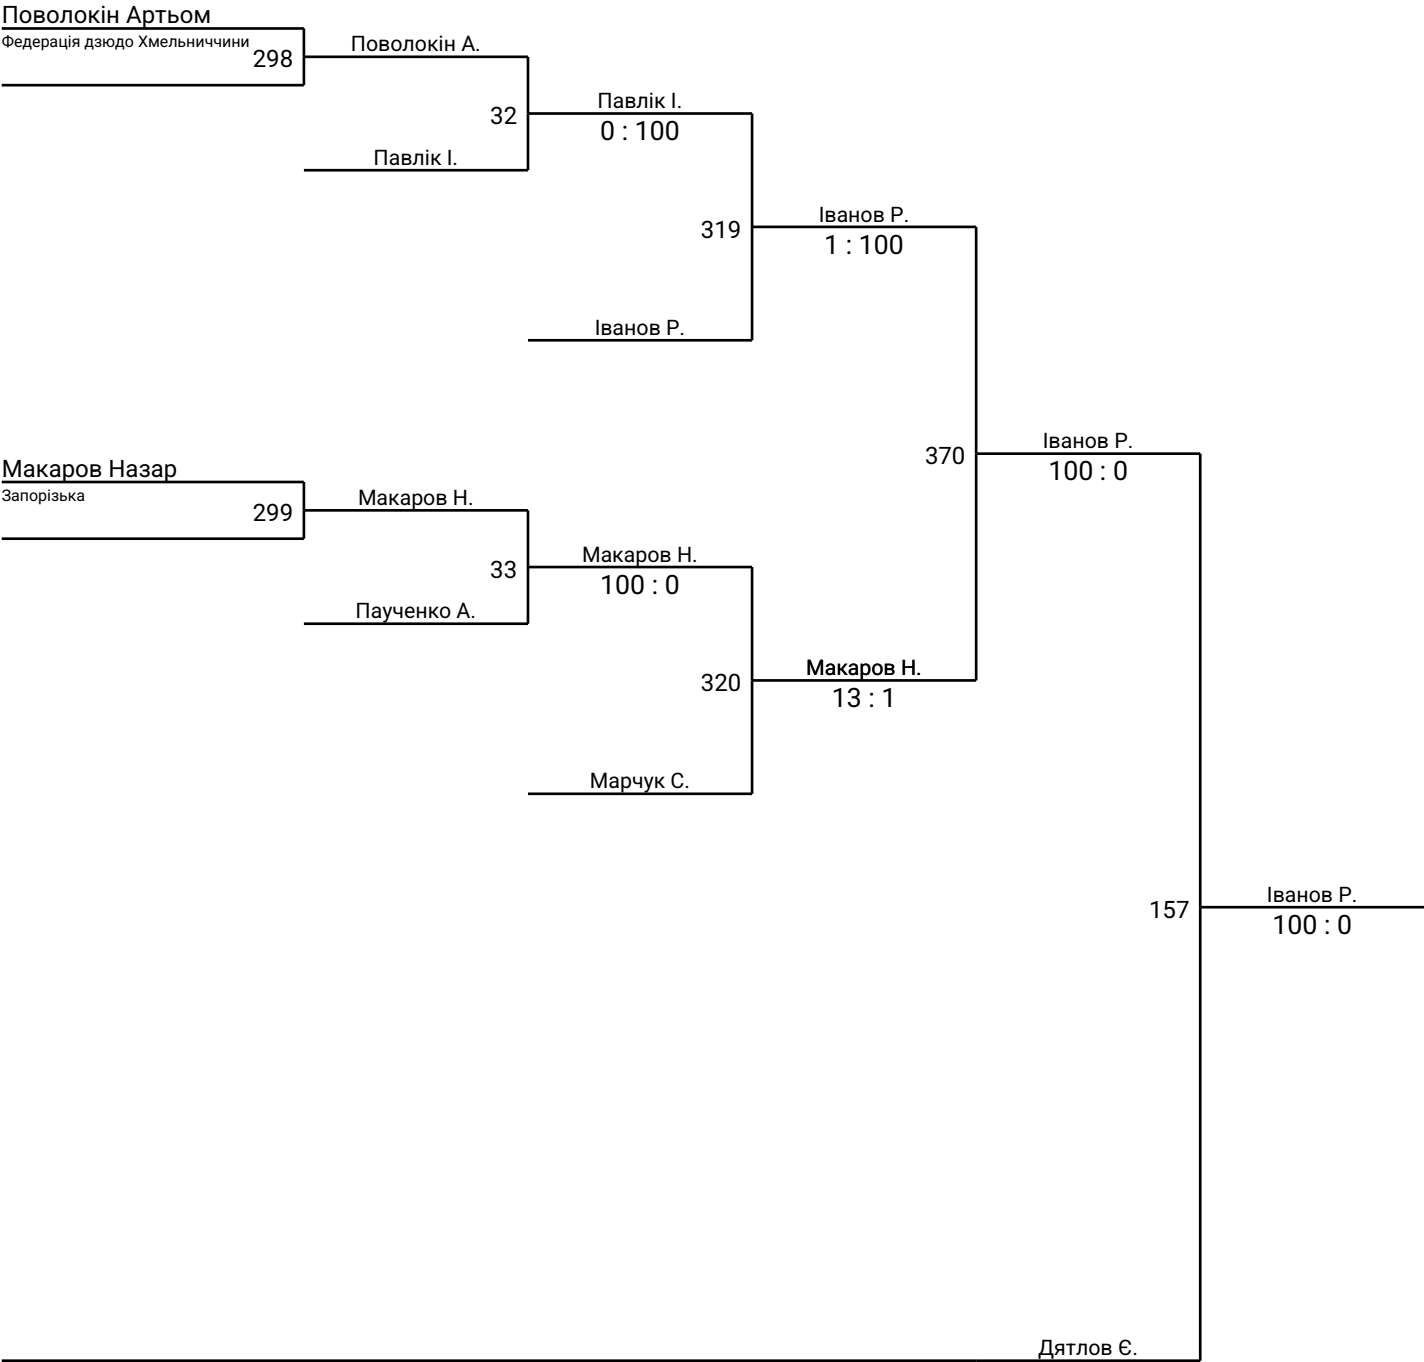 Поволокін Артьом
Федерація дзюдо Хмельниччини
298
Поволокін А.
32
Павлік І.
0 : 100
Павлік І.
319
Іванов Р.
1 : 100
Іванов Р.
370
Іванов Р.
100 : 0
Макаров Назар
Запорізька
299
Макаров Н.
33
Макаров Н.
100 : 0
Паученко А.
320
Макаров Н.
13 : 1
Марчук С.
157
Іванов Р.
100 : 0
Дятлов Є.